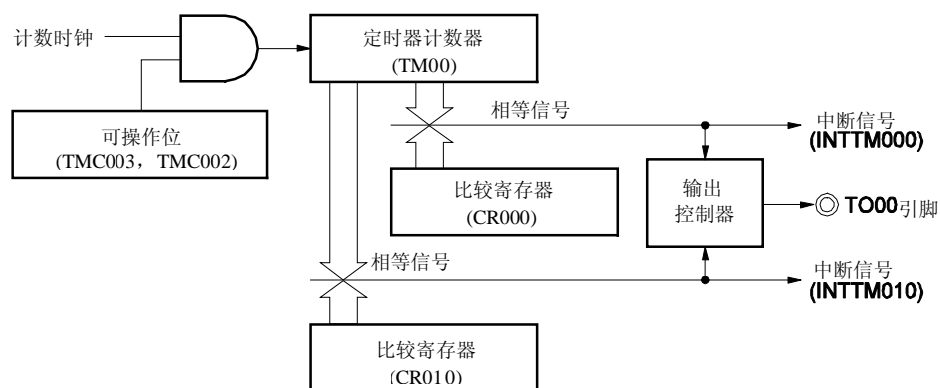 计数时钟
定时器计数器
(TM00)
可操作位
(TMC003，TMC002)
相等信号
中断信号
(INTTM000)
比较寄存器
(CR000)
输出
控制器
TO00引脚
相等信号
中断信号
(INTTM010)
比较寄存器
(CR010)